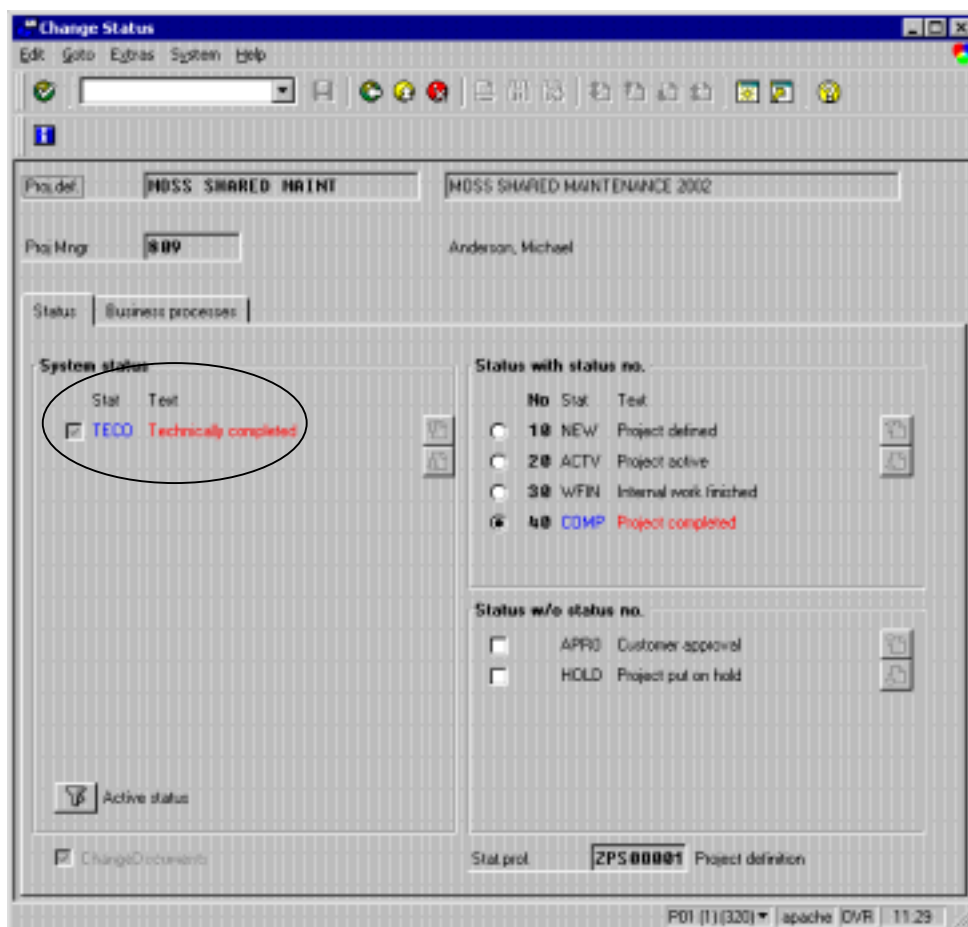 Change Status
Edit Goto Extras System Help
Proj.def. MOSS SHARED MAINT MOSS SHARED MAINTENANCE 2002
Proj.Mngr 809 Anderson, Michael
Status Business processes
System status
Stat Text
TECO Technically completed
Active status
ChangeDocuments
Status with status no.
No Stat Text
10 NEW Project defined
20 ACTV Project active
30 WFIN Internal work finished
40 COMP Project completed
Status w/o status no.
APRO Customer approval
HOLD Project put on hold
Stat.prof. ZPS00001 Project definition
P01 (1) (320) apache OVR 11:29